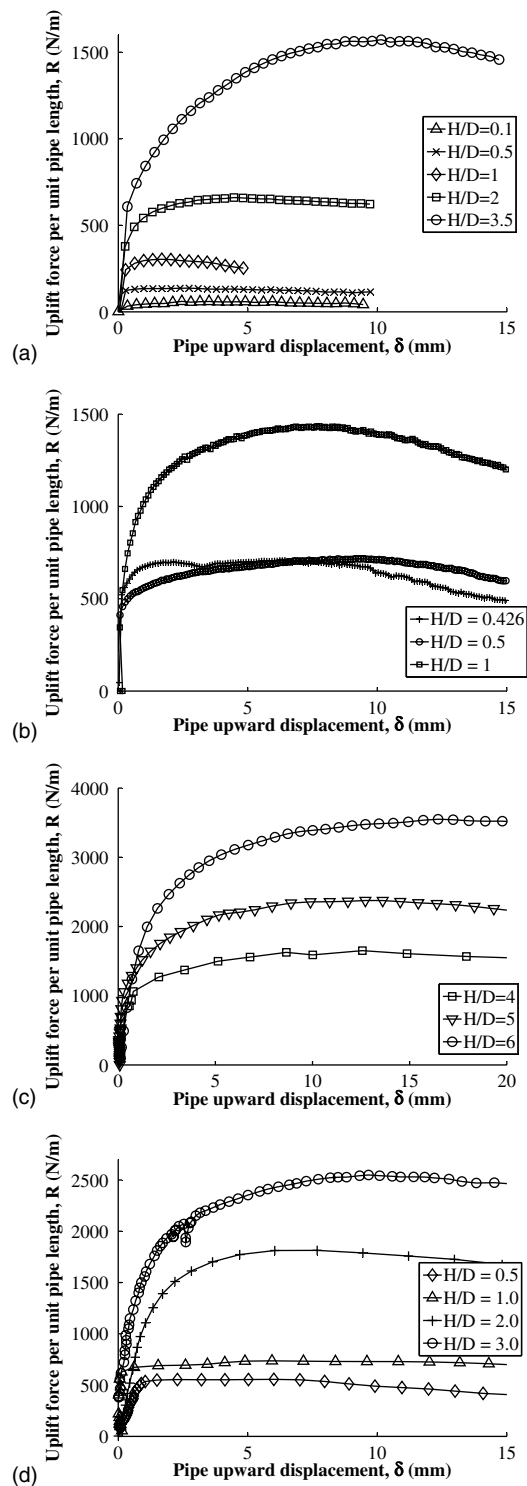 Uplift force per unit pipe length, R (N/m)
1500
1000
500
0
0 5 10 15
Pipe upward displacement, δ (mm)
H/D=0.1
H/D=0.5
H/D=1
H/D=2
H/D=3.5
(a)
Uplift force per unit pipe length, R (N/m)
1500
1000
500
0
0 5 10 15
Pipe upward displacement, δ (mm)
H/D = 0.426
H/D = 0.5
H/D = 1
(b)
Uplift force per unit pipe length, R (N/m)
4000
3000
2000
1000
0
0 5 10 15 20
Pipe upward displacement, δ (mm)
H/D=4
H/D=5
H/D=6
(c)
Uplift force per unit pipe length, R (N/m)
2500
2000
1500
1000
500
0
0 5 10 15
Pipe upward displacement, δ (mm)
H/D = 0.5
H/D = 1.0
H/D = 2.0
H/D = 3.0
(d)